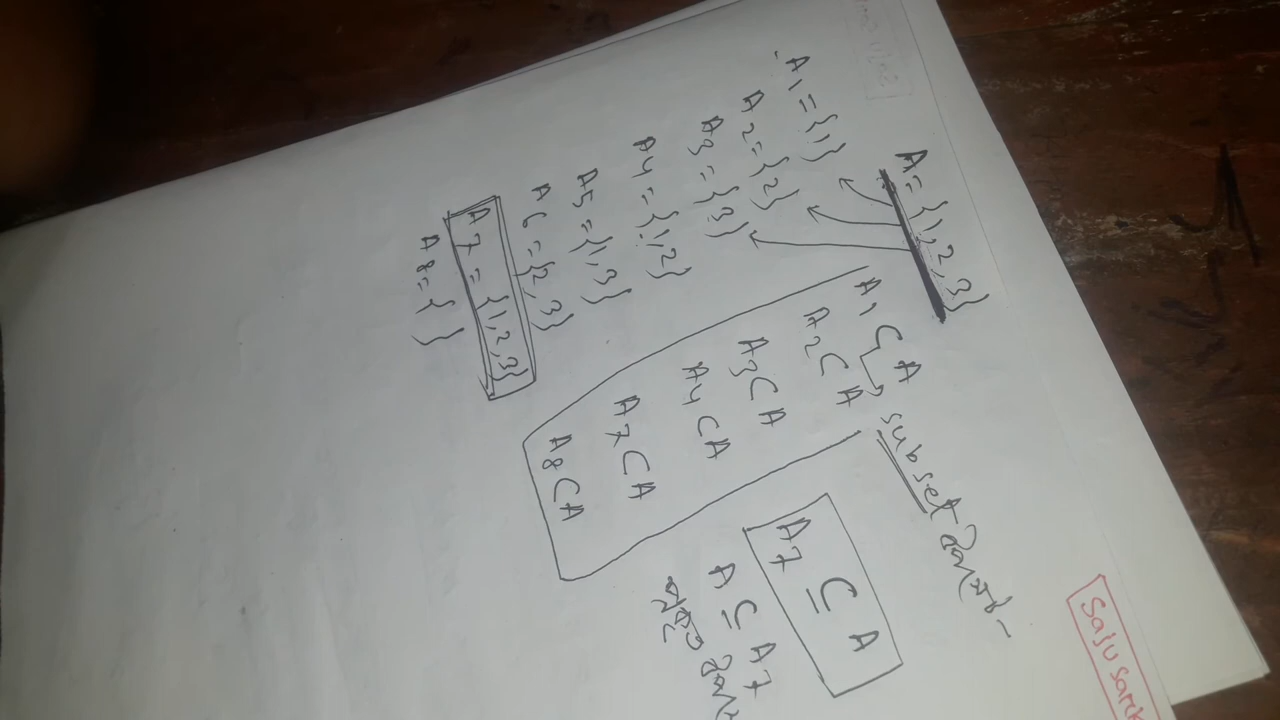 A = {1, 2, 3}
A1 = {1}
A2 = {2}
A3 = {3}
A4 = {1, 2}
A5 = {1, 3}
A6 = {2, 3}
A7 = {1, 2, 3}
A8 = { }
A1 ⊂ A
subset
A2 ⊂ A
A3 ⊂ A
A4 ⊂ A
A7 ⊂ A
A8 ⊂ A
A7 ⊆ A
A ⊆ A7
Saju